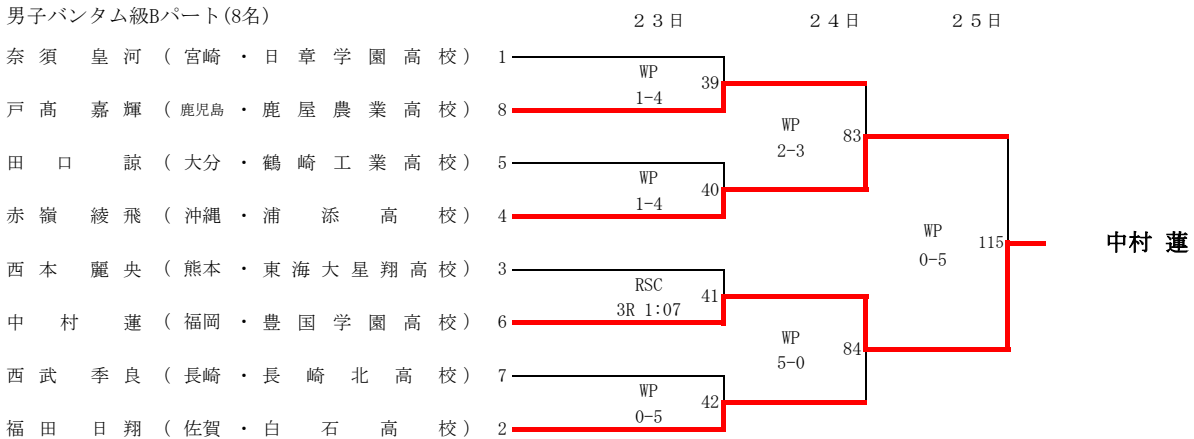 男子バンタム級Bパート(8名) 23日 24日 25日
奈須 皇河 ( 宮崎 ・ 日章学園高校 ) 1
WP 39
1-4
戸髙 嘉輝 ( 鹿児島 ・ 鹿屋農業高校 ) 8
WP 83
2-3
田口 諒 ( 大分 ・ 鶴崎工業高校 ) 5
WP 40
1-4
赤嶺 綾飛 ( 沖縄 ・ 浦添高校 ) 4
WP 115 中村 蓮
0-5
西本 麗央 ( 熊本 ・ 東海大星翔高校 ) 3
RSC 41
3R 1:07
中村 蓮 ( 福岡 ・ 豊国学園高校 ) 6
WP 84
5-0
西武 季良 ( 長崎 ・ 長崎北高校 ) 7
WP 42
0-5
福田 日翔 ( 佐賀 ・ 白石高校 ) 2